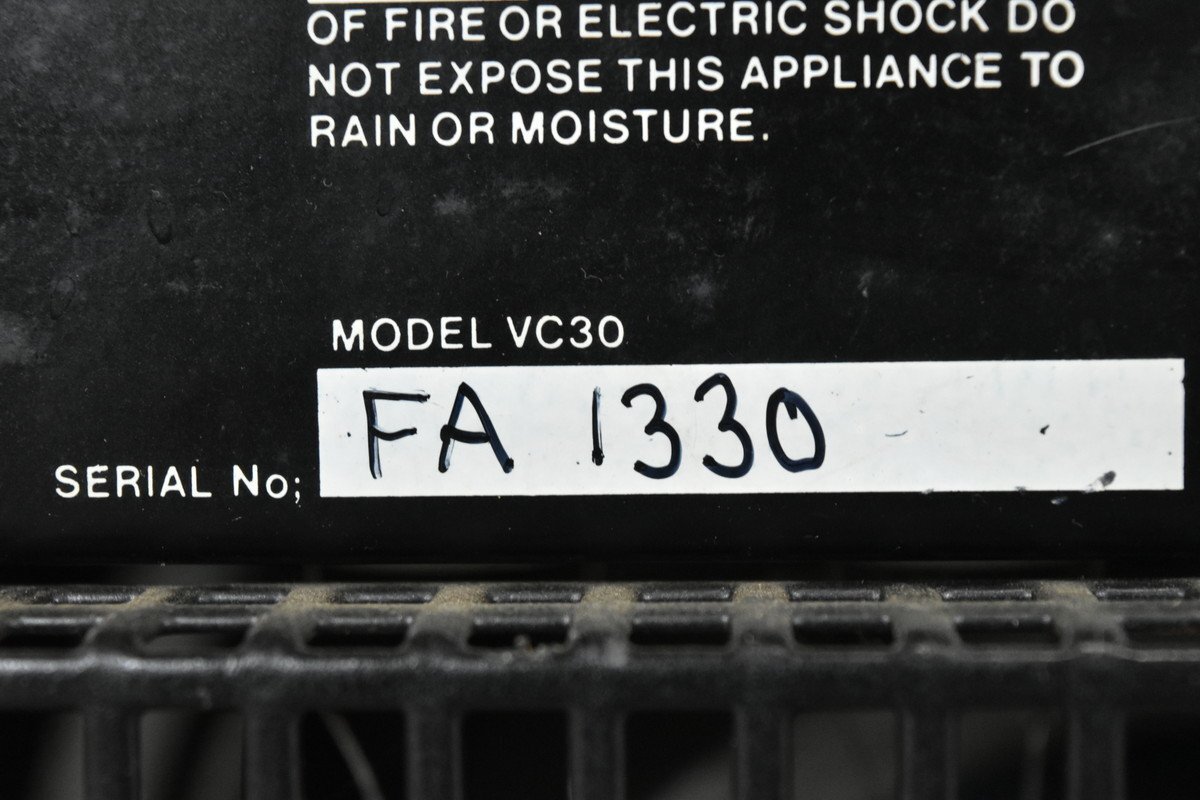 OF FIRE OR ELECTRIC SHOCK DO
NOT EXPOSE THIS APPLIANCE TO
RAIN OR MOISTURE.
MODEL VC30
SERIAL No; FA 1330